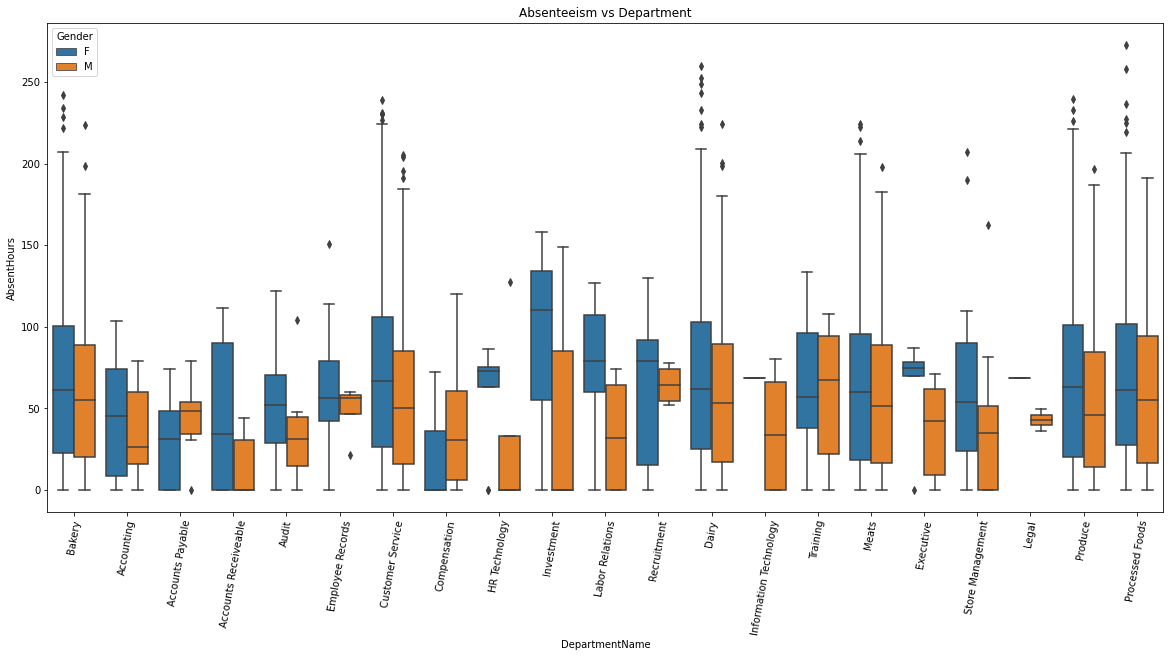 Absenteeism vs Department
Gender
F
M
AbsentHours
250
200
150
100
50
0
Bakery
Accounting
Accounts Payable
Accounts Receiveable
Audit
Employee Records
Customer Service
Compensation
HR Technology
Investment
Labor Relations
Recruitment
Dairy
Information Technology
Training
Meats
Executive
Store Management
Legal
Produce
Processed Foods
DepartmentName